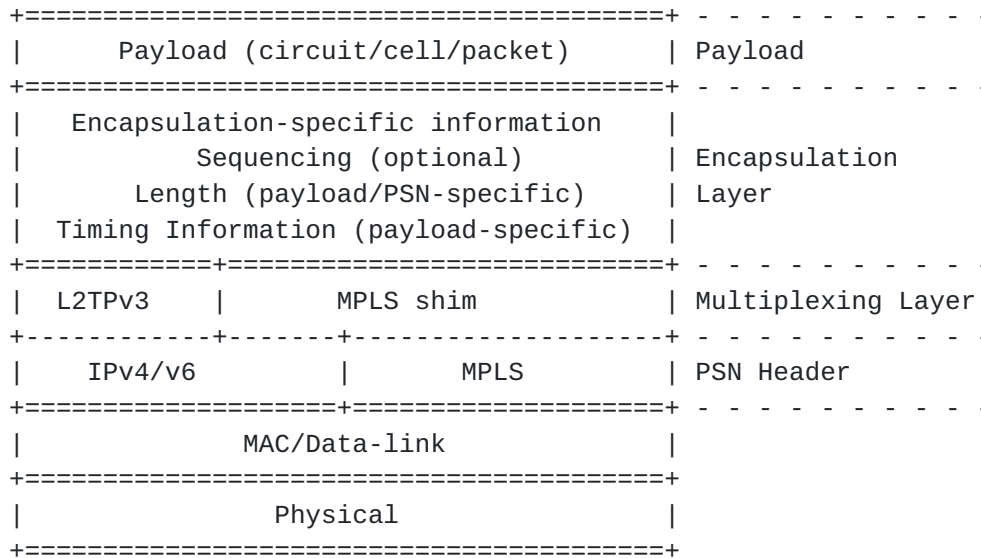 +=========================================+ - - - - - - - - - - -
|      Payload (circuit/cell/packet)      | Payload
+=========================================+ - - - - - - - - - - -
|   Encapsulation-specific information    |
|           Sequencing (optional)         | Encapsulation
|       Length (payload/PSN-specific)     | Layer
|  Timing Information (payload-specific)  |
+============+============================+ - - - - - - - - - - -
|  L2TPv3    |       MPLS shim            | Multiplexing Layer
+------------+-------+--------------------+ - - - - - - - - - - -
|    IPv4/v6         |       MPLS         | PSN Header
+====================+====================+ - - - - - - - - - - -
|              MAC/Data-link              |
+=========================================+
|                Physical                 |
+=========================================+